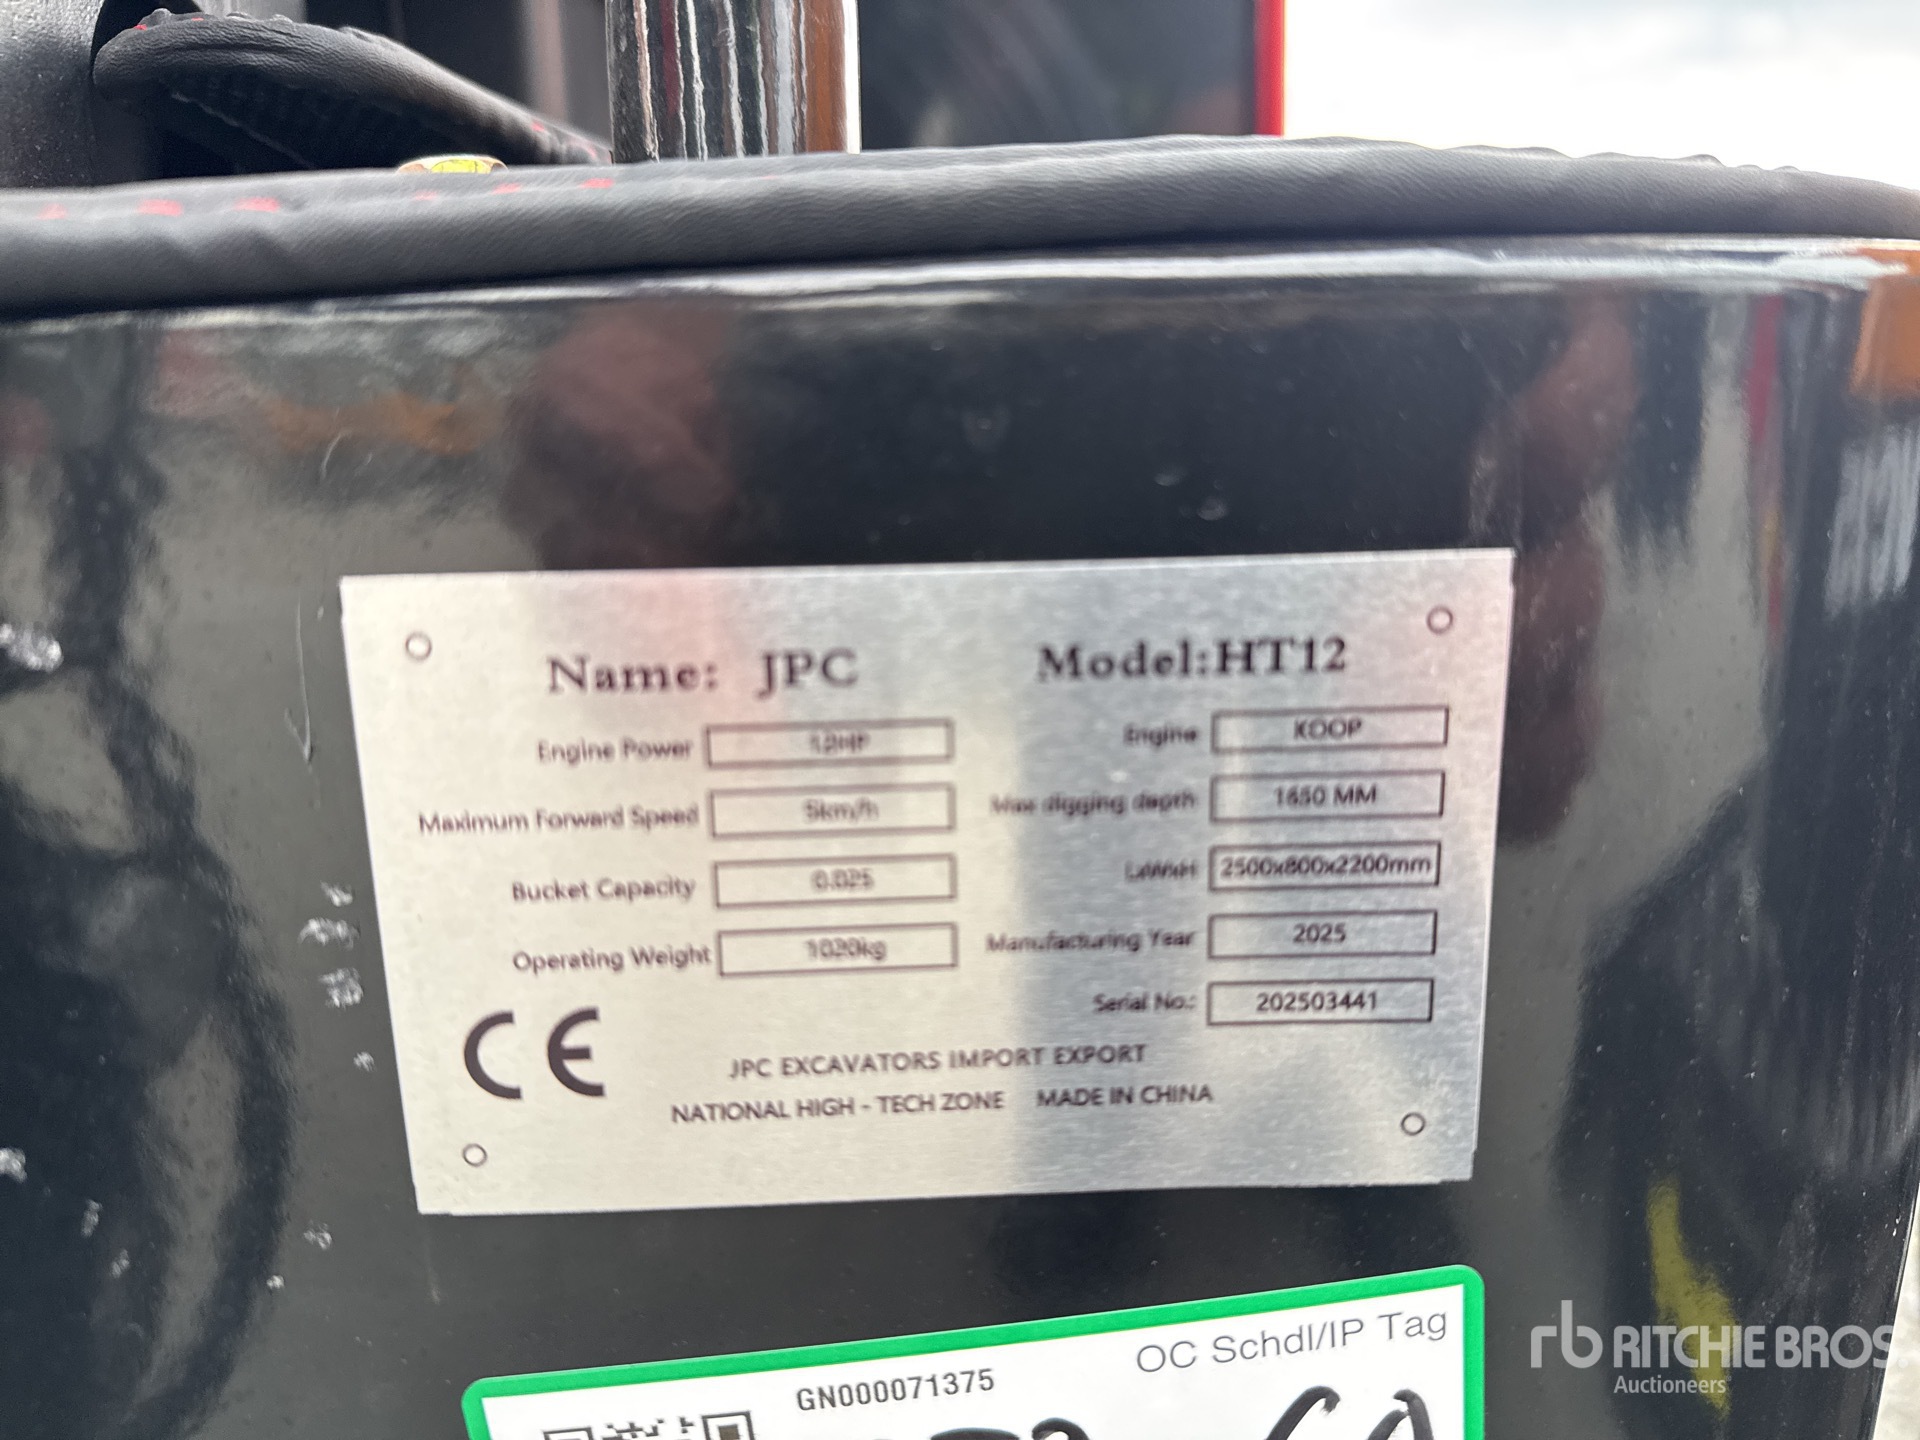 Name: JPC Model:HT12
Engine Power 12HP Engine KOOP
Maximum Forward Speed 5km/h Max digging depth 1650 MM
Bucket Capacity 0.025 LxWxH 2500x800x2200mm
Operating Weight 1020kg Manufacturing Year 2025
Serial No.: 202503441
CE
JPC EXCAVATORS IMPORT EXPORT
NATIONAL HIGH - TECH ZONE MADE IN CHINA
OC Schdl/IP Tag
GN000071375
rb RITCHIE BROS.
Auctioneers